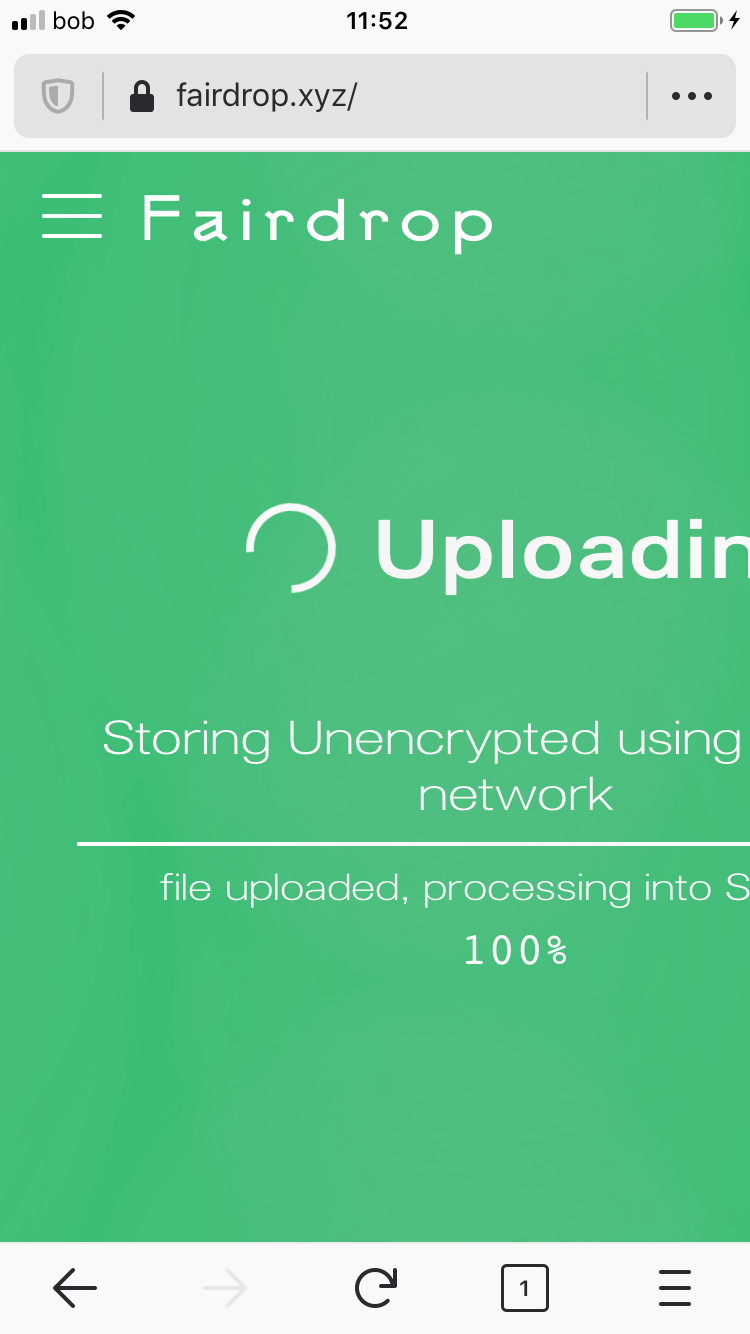 bob 11:52
fairdrop.xyz/
Fairdrop
Uploadin
Storing Unencrypted using
network
file uploaded, processing into S
100%
1